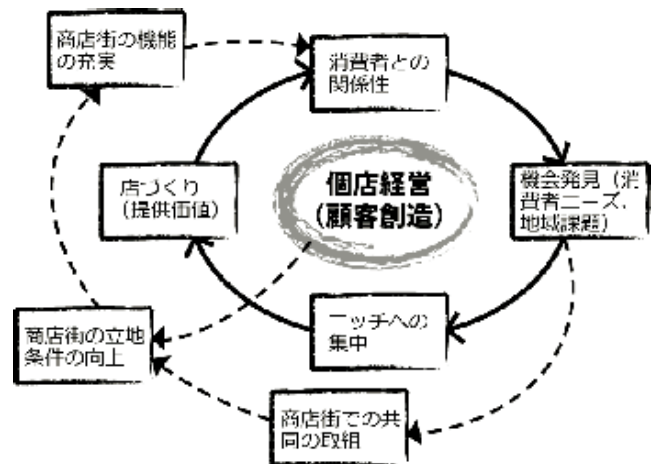 商店街の機能
の充実
消費者との
関係性
店づくり
(提供価値)
個店経営
(顧客創造)
機会発見(消
費者ニーズ、
地域課題)
ニッチへの
集中
商店街の立地
条件の向上
商店街での共
同の取組